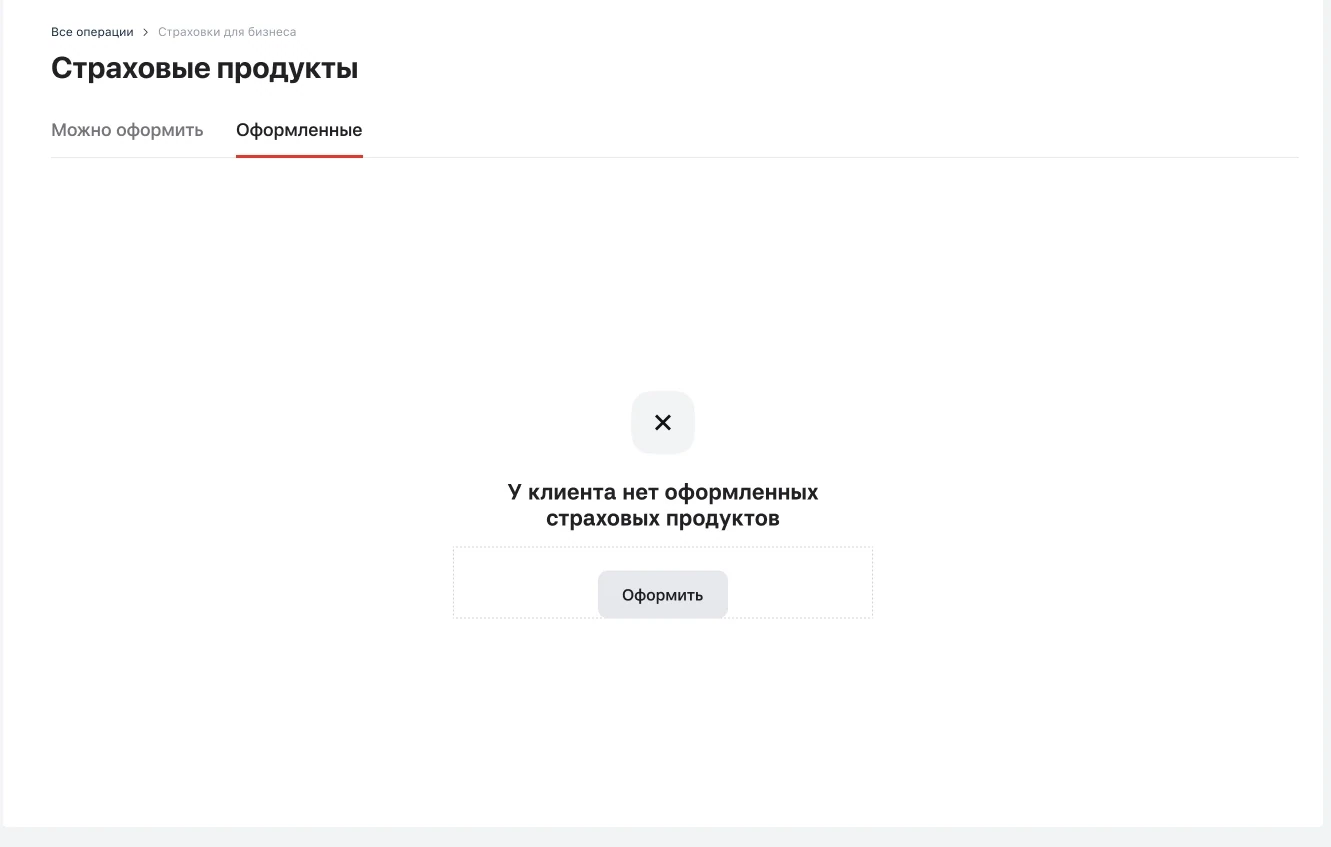 Все операции > Страховки для бизнеса
Страховые продукты
Можно оформить Оформленные
У клиента нет оформленных
страховых продуктов
Оформить